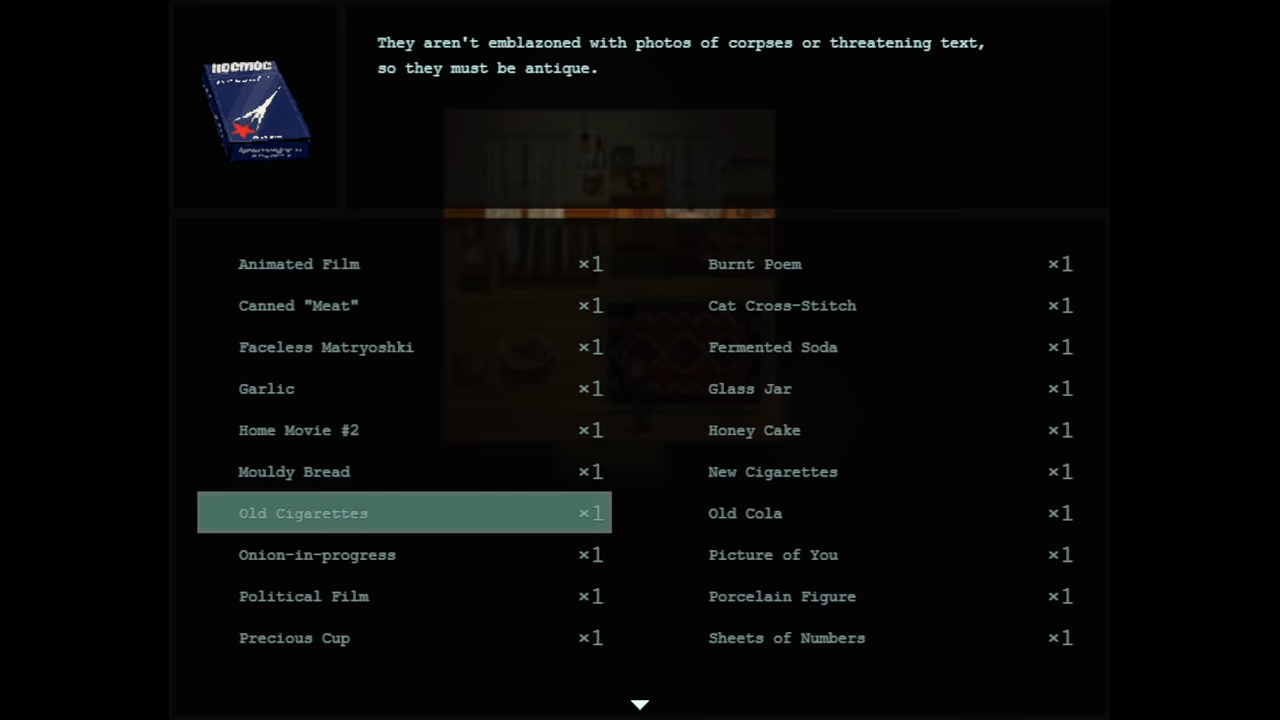 They aren't emblazoned with photos of corpses or threatening text,
so they must be antique.
Animated Film ×1 Burnt Poem ×1
Canned "Meat" ×1 Cat Cross-Stitch ×1
Faceless Matryoshki ×1 Fermented Soda ×1
Garlic ×1 Glass Jar ×1
Home Movie #2 ×1 Honey Cake ×1
Mouldy Bread ×1 New Cigarettes ×1
Old Cigarettes ×1 Old Cola ×1
Onion-in-progress ×1 Picture of You ×1
Political Film ×1 Porcelain Figure ×1
Precious Cup ×1 Sheets of Numbers ×1